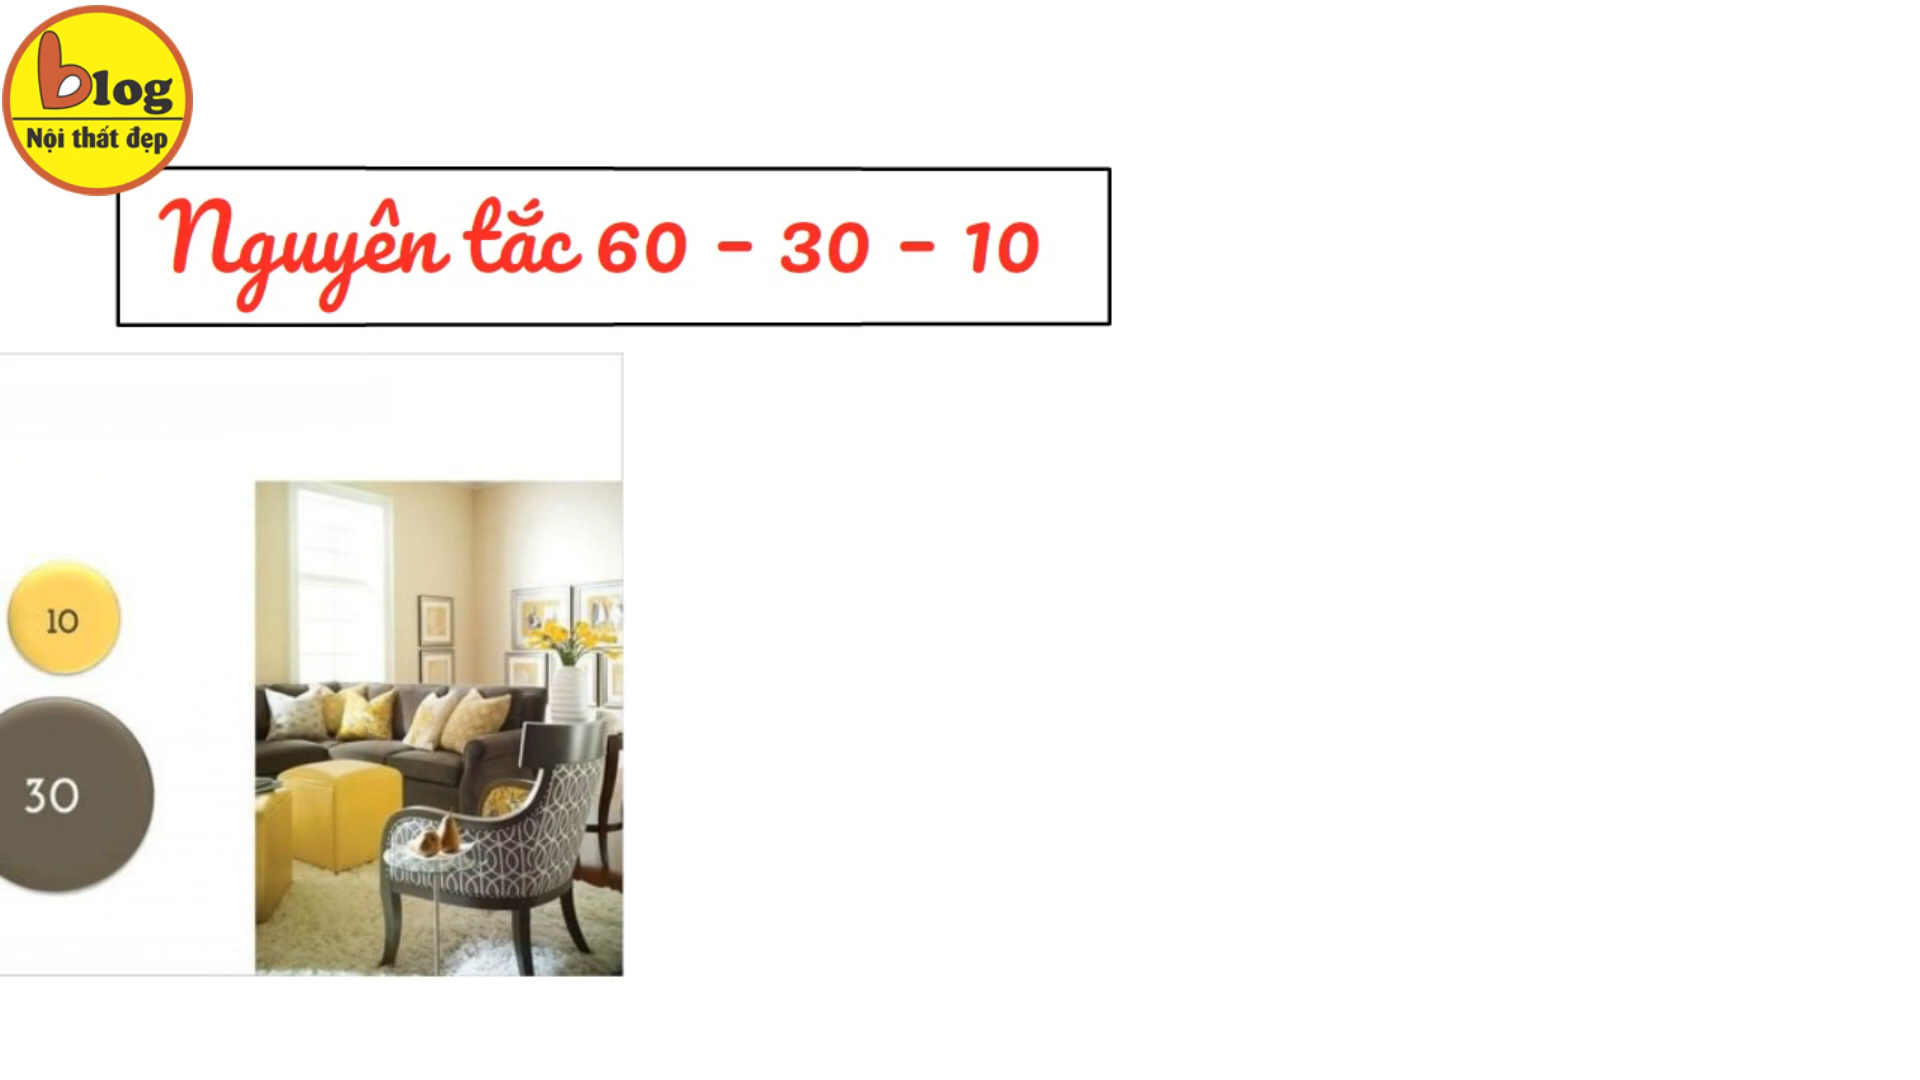 blog
Nội thất đẹp
Nguyên tắc 60 - 30 - 10
10
30